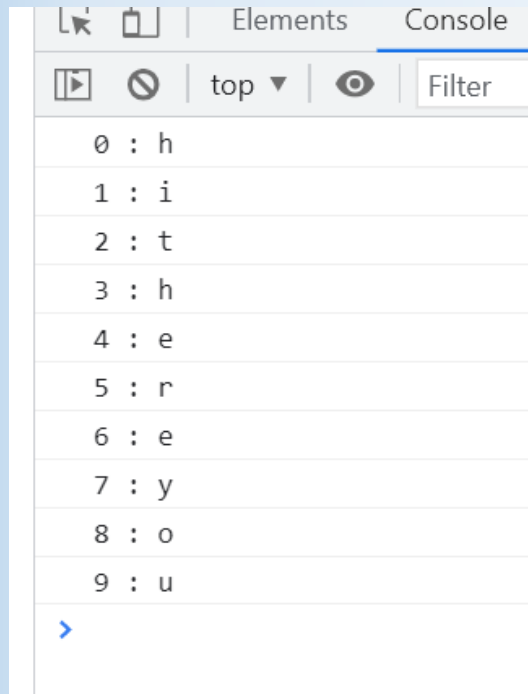 Elements Console
top Filter
0 : h
1 : i
2 : t
3 : h
4 : e
5 : r
6 : e
7 : y
8 : o
9 : u